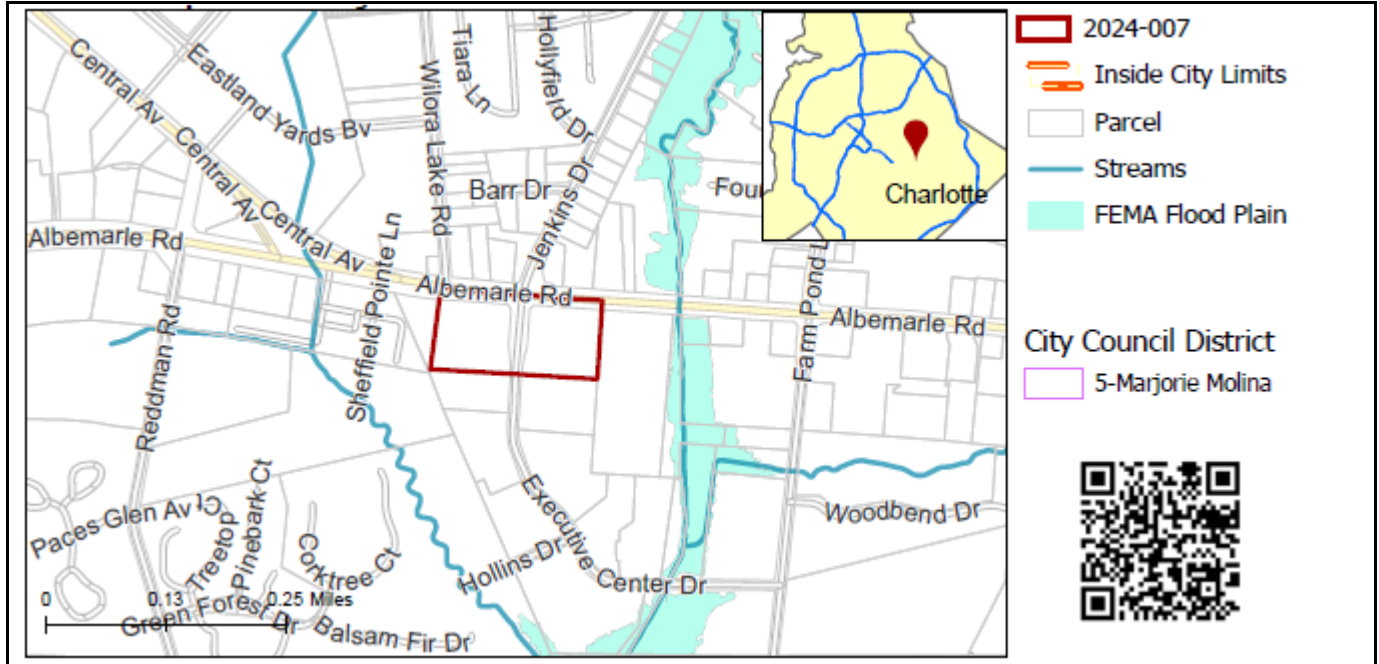 Central Av
Eastland Yards Bv
Central Av
Central Av
Central Av
Albemarle Rd
Wilora Lake Rd
Tiara Ln
Hollyfield Dr
Barr Dr
Jenkins Dr
Albemarle Rd
Sheffield Pointe Ln
Reddman Rd
Farm Pond L
Albemarle Rd
Charlotte
Executive Center Dr
Hollins Dr
Woodbend Dr
Paces Glen Av
Treetop Ct
Pinebark Ct
Corktree Ct
Green Forest Dr
Balsam Fir Dr
0 0.13 0.25 Miles
2024-007
Inside City Limits
Parcel
Streams
FEMA Flood Plain
City Council District
5-Marjorie Molina